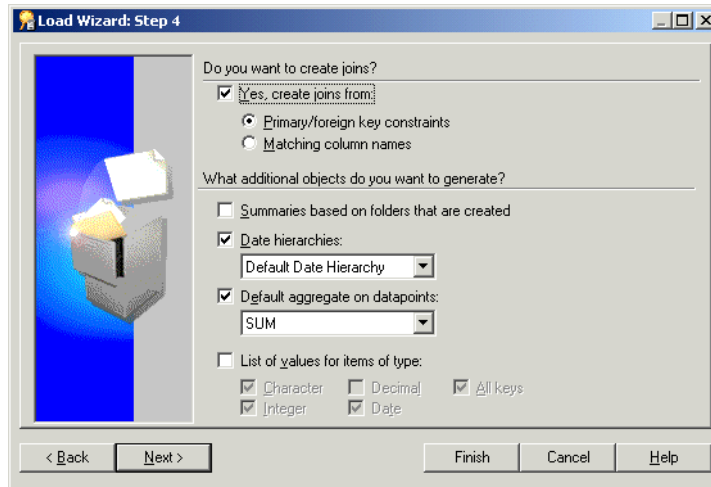 Load Wizard: Step 4
Do you want to create joins?
Yes, create joins from:
Primary/foreign key constraints
Matching column names
What additional objects do you want to generate?
Summaries based on folders that are created
Date hierarchies:
Default Date Hierarchy
Default aggregate on datapoints:
SUM
List of values for items of type:
Character Decimal All keys
Integer Date
< Back Next > Finish Cancel Help